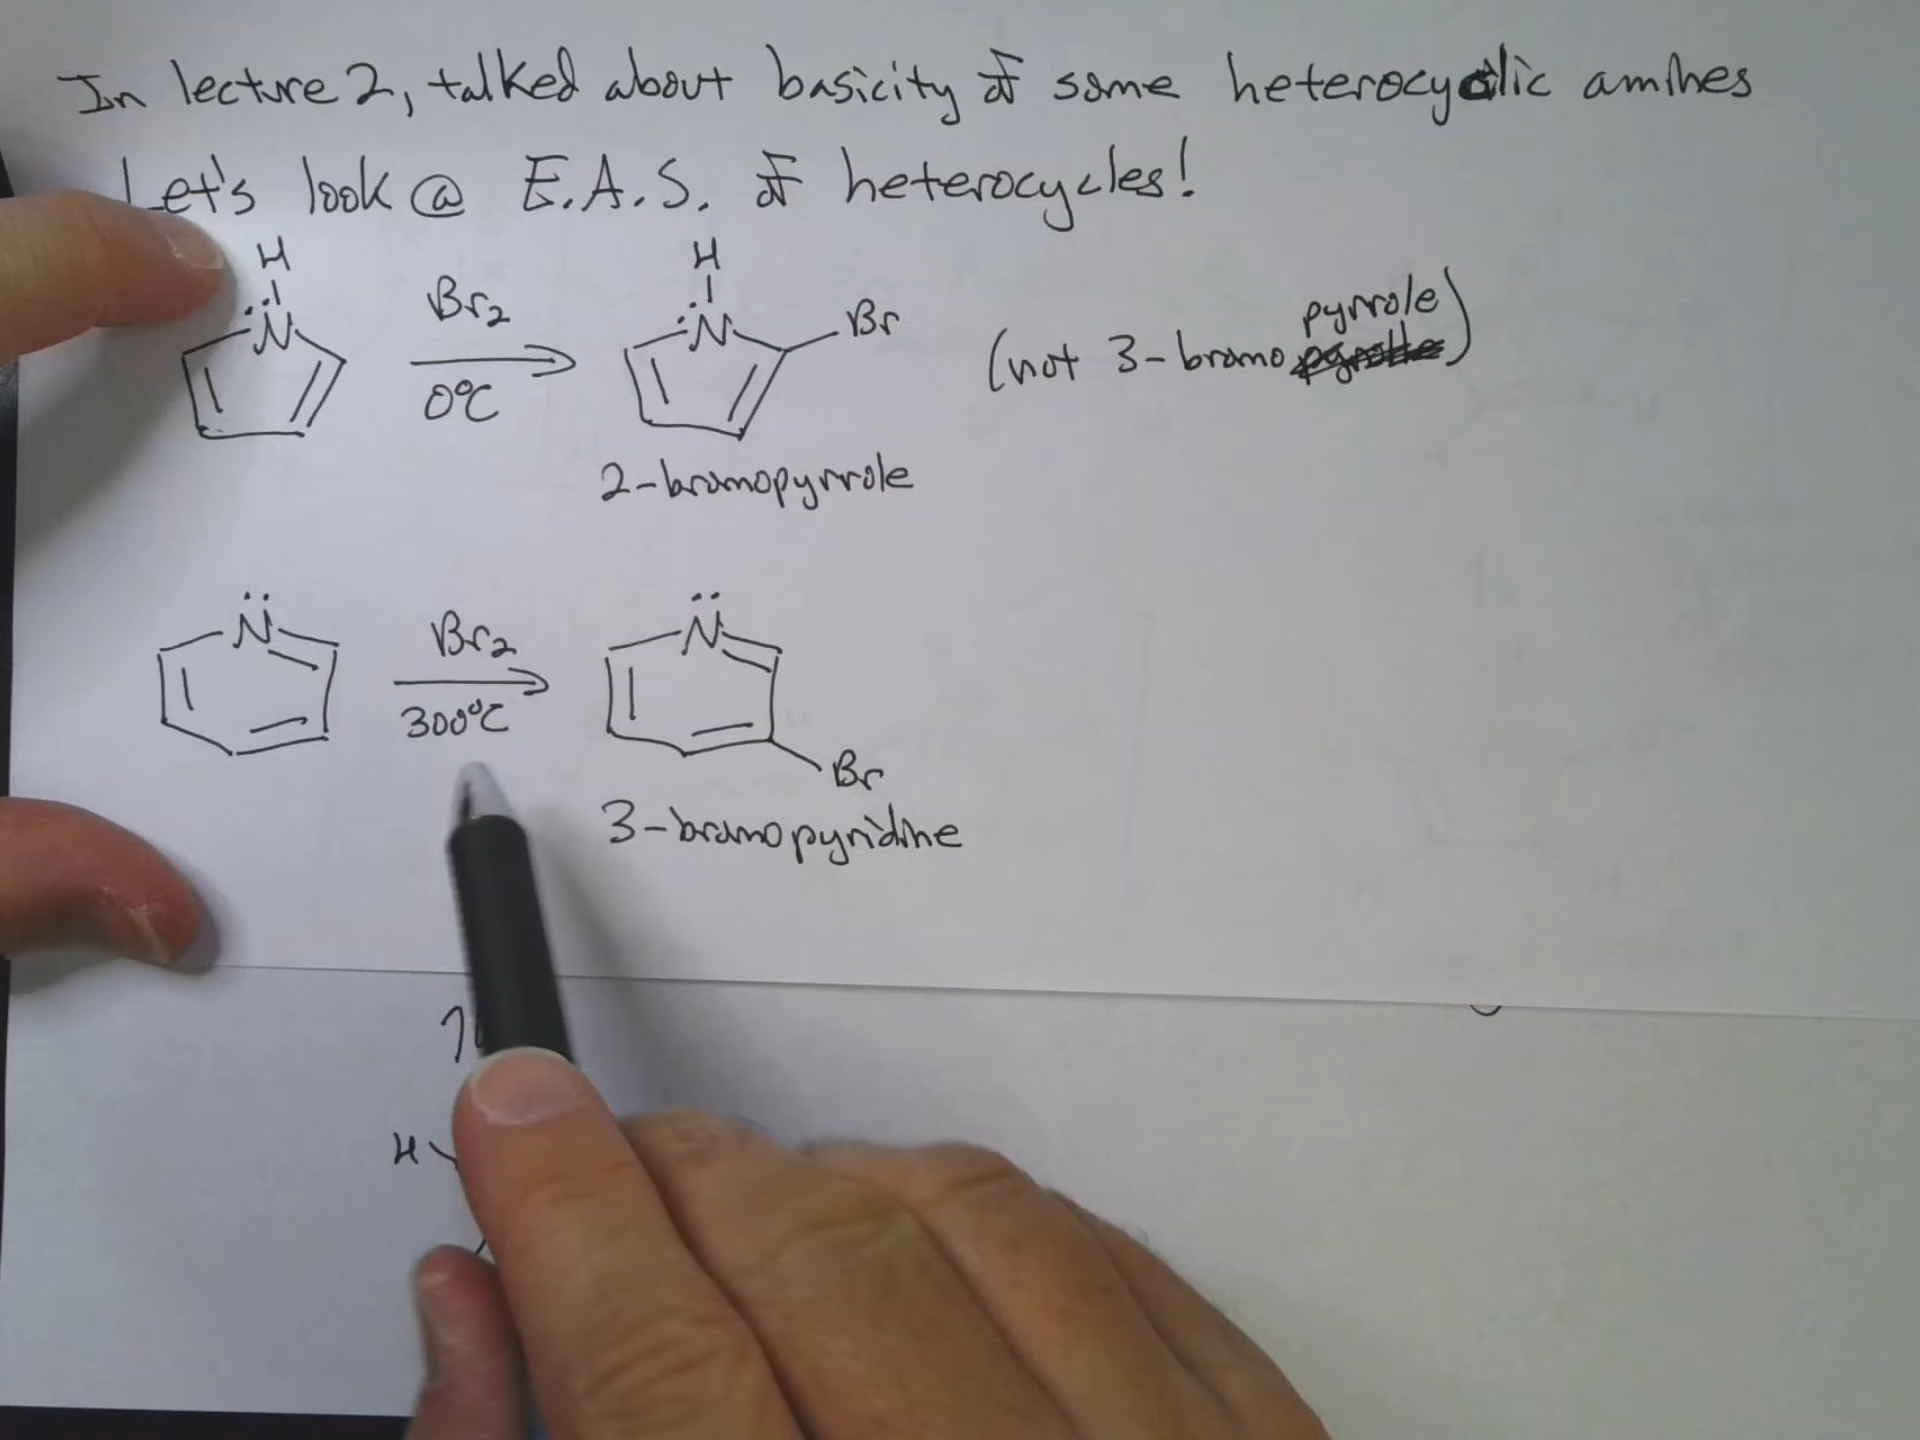 In lecture 2, talked about basicity of some heterocyclic amines
Let's look @ E.A.S. of heterocycles!
H
N
Br2
0°C
H
N
Br
(not 3-bromo pyrrole)
2-bromopyrrole
N
Br2
300°C
N
Br
3-bromopyridine
H